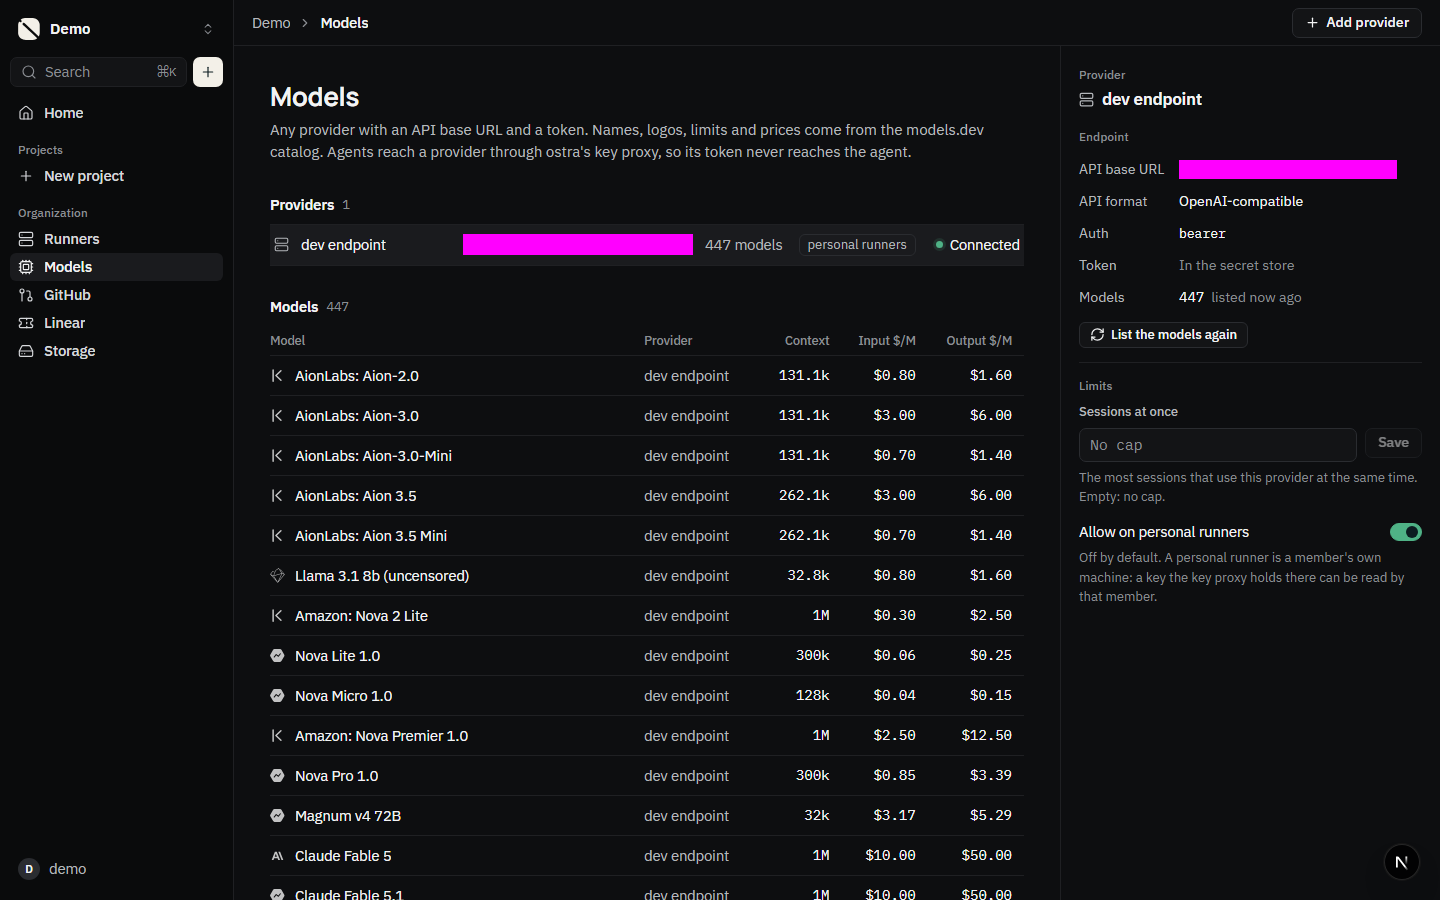 Demo
Search ⌘K
Home
Projects
New project
Organization
Runners
Models
GitHub
Linear
Storage
D demo
Demo > Models
Add provider
Models
Any provider with an API base URL and a token. Names, logos, limits and prices come from the models.dev
catalog. Agents reach a provider through ostra's key proxy, so its token never reaches the agent.
Providers 1
dev endpoint 447 models personal runners Connected
Models 447
Model Provider Context Input $/M Output $/M
AionLabs: Aion-2.0 dev endpoint 131.1k $0.80 $1.60
AionLabs: Aion-3.0 dev endpoint 131.1k $3.00 $6.00
AionLabs: Aion-3.0-Mini dev endpoint 131.1k $0.70 $1.40
AionLabs: Aion 3.5 dev endpoint 262.1k $3.00 $6.00
AionLabs: Aion 3.5 Mini dev endpoint 262.1k $0.70 $1.40
Llama 3.1 8b (uncensored) dev endpoint 32.8k $0.80 $1.60
Amazon: Nova 2 Lite dev endpoint 1M $0.30 $2.50
Nova Lite 1.0 dev endpoint 300k $0.06 $0.25
Nova Micro 1.0 dev endpoint 128k $0.04 $0.15
Amazon: Nova Premier 1.0 dev endpoint 1M $2.50 $12.50
Nova Pro 1.0 dev endpoint 300k $0.85 $3.39
Magnum v4 72B dev endpoint 32k $3.17 $5.29
Claude Fable 5 dev endpoint 1M $10.00 $50.00
Claude Fable 5.1 dev endpoint 1M $10.00 $50.00
Provider
dev endpoint
Endpoint
API base URL
API format OpenAI-compatible
Auth bearer
Token In the secret store
Models 447 listed now ago
List the models again
Limits
Sessions at once
No cap Save
The most sessions that use this provider at the same time.
Empty: no cap.
Allow on personal runners
Off by default. A personal runner is a member's own
machine: a key the key proxy holds there can be read by
that member.